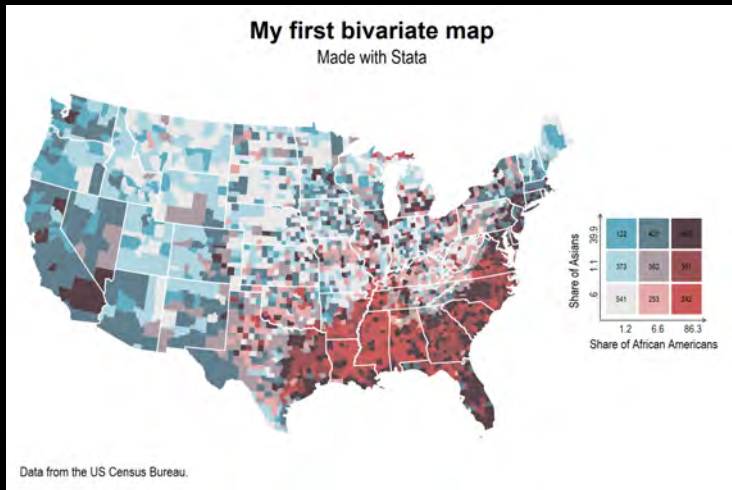 My first bivariate map
Made with Stata
39.9
122
373
362
1.1
541
253
242
.6
Share of Asians
1.2
6.6
86.3
Share of African Americans
Data from the US Census Bureau.